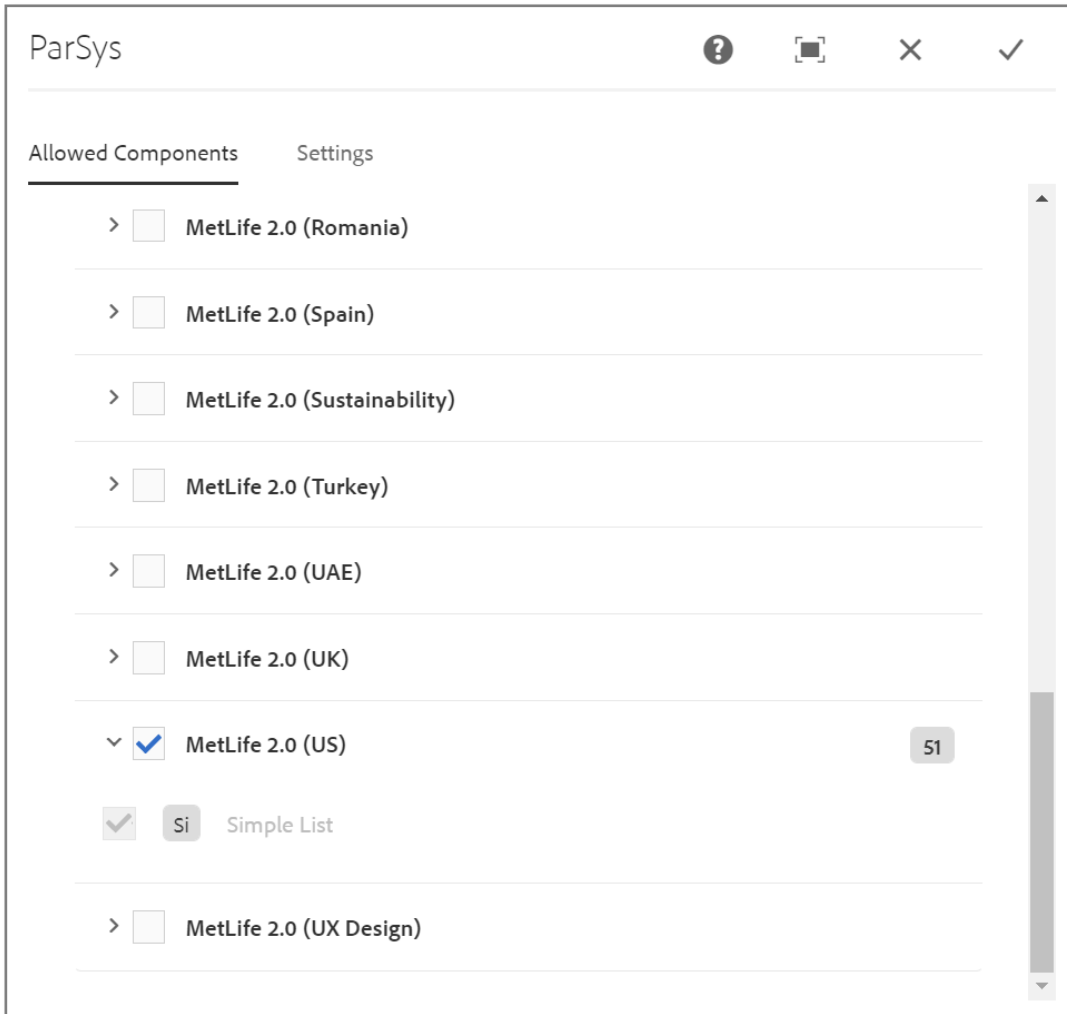 ParSys
Allowed Components Settings
MetLife 2.0 (Romania)
MetLife 2.0 (Spain)
MetLife 2.0 (Sustainability)
MetLife 2.0 (Turkey)
MetLife 2.0 (UAE)
MetLife 2.0 (UK)
MetLife 2.0 (US) 51
Si Simple List
MetLife 2.0 (UX Design)